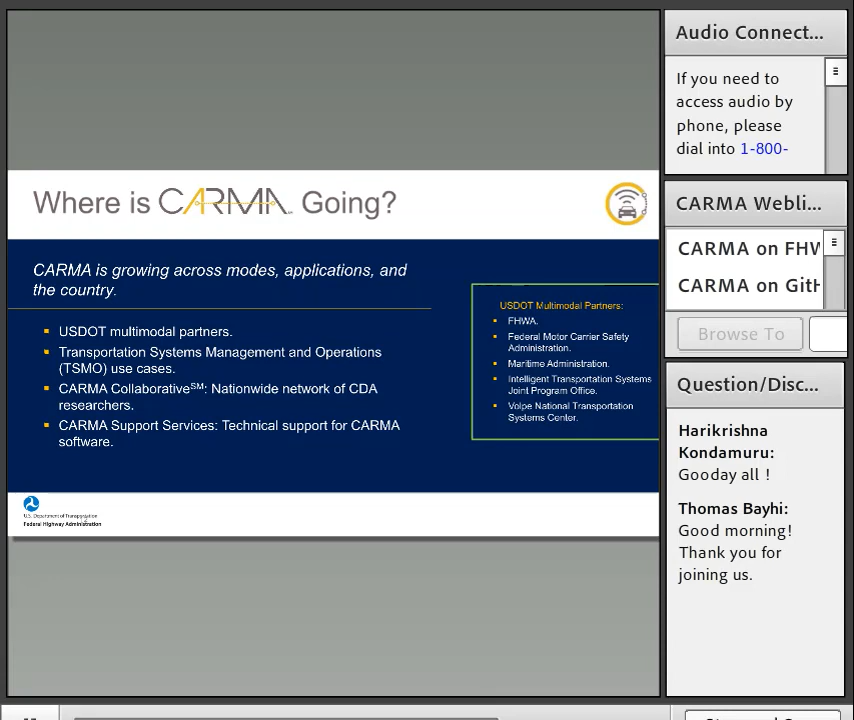 Where is CARMA Going?
CARMA is growing across modes, applications, and
the country.
USDOT multimodal partners.
Transportation Systems Management and Operations
(TSMO) use cases.
CARMA Collaborative℠: Nationwide network of CDA
researchers.
CARMA Support Services: Technical support for CARMA
software.
USDOT Multimodal Partners:
FHWA.
Federal Motor Carrier Safety
Administration.
Maritime Administration.
Intelligent Transportation Systems
Joint Program Office.
Volpe National Transportation
Systems Center.
U.S. Department of Transportation
Federal Highway Administration
Audio Connect...
If you need to
access audio by
phone, please
dial into 1-800-
CARMA Webli...
CARMA on FHW
CARMA on GitH
Browse To
Question/Disc...
Harikrishna
Kondamuru:
Gooday all !
Thomas Bayhi:
Good morning!
Thank you for
joining us.